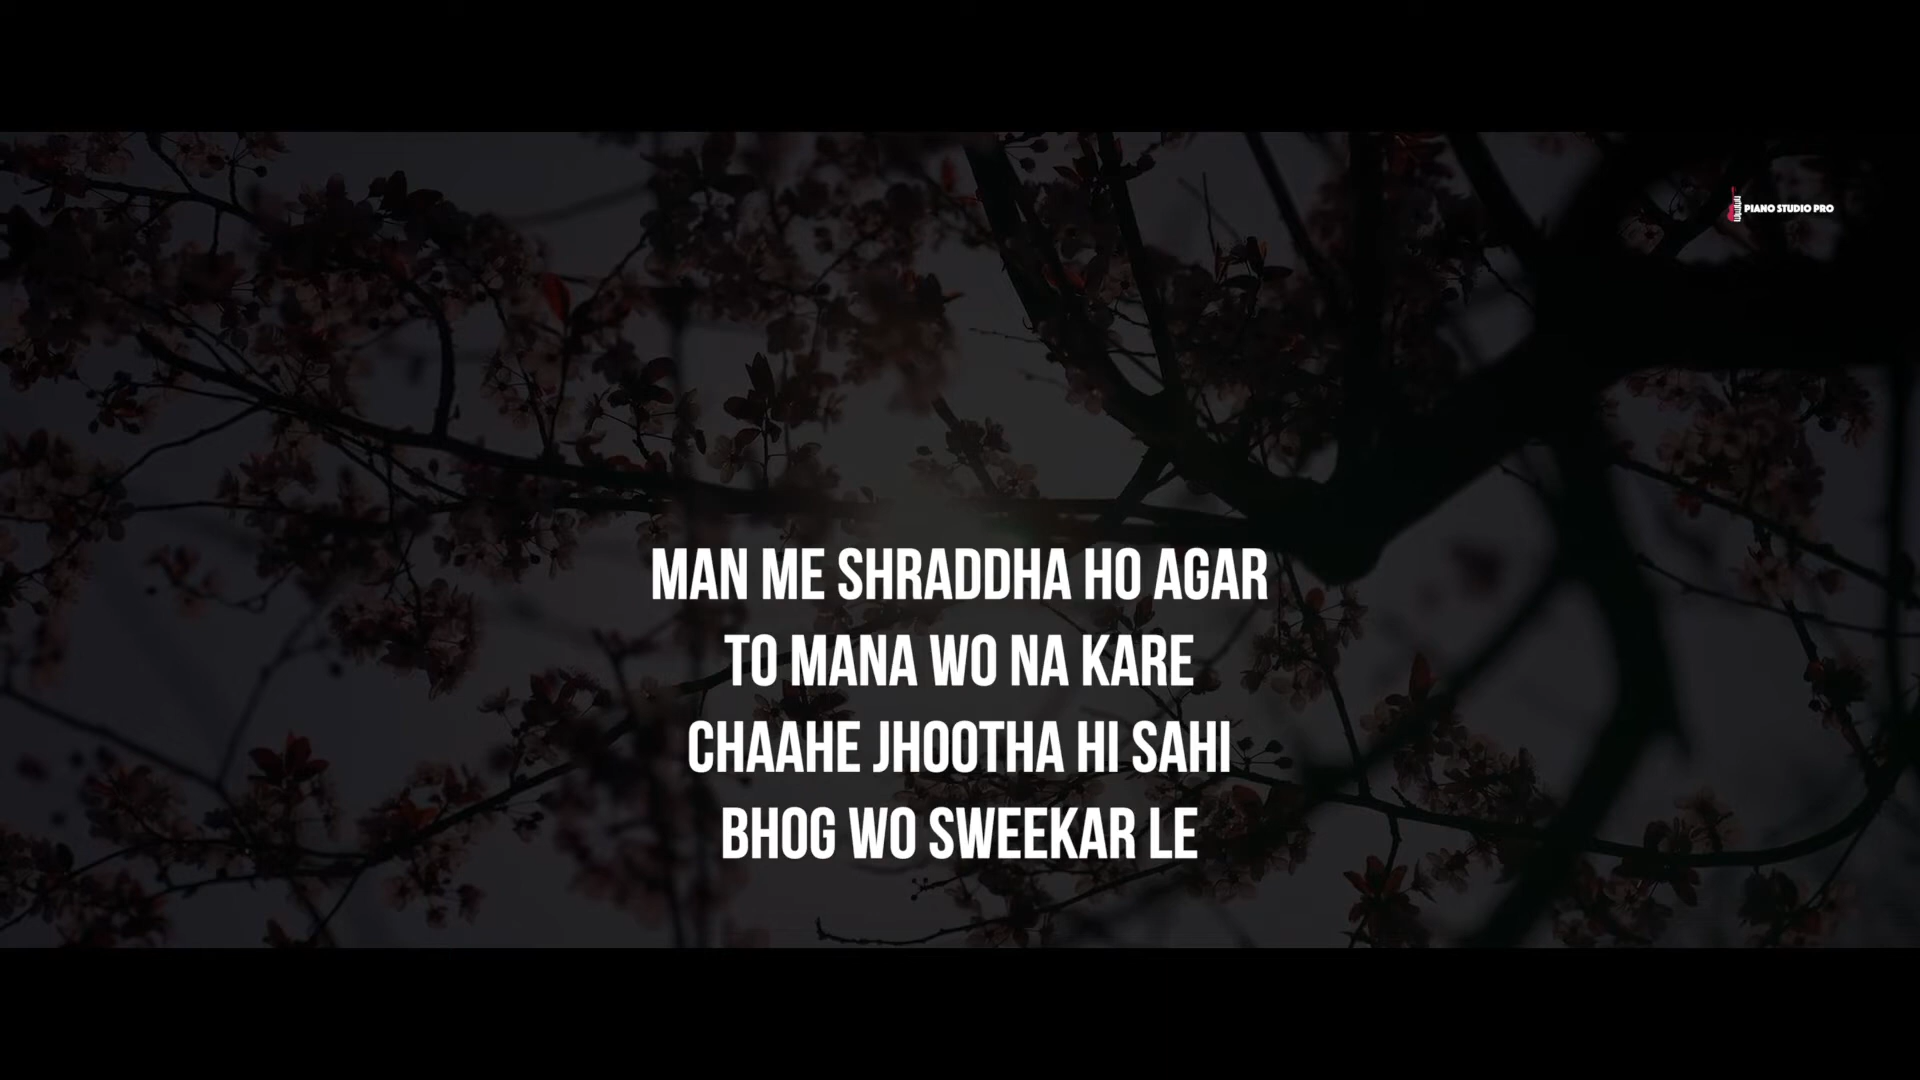 PIANO STUDIO PRO
MAN ME SHRADDHA HO AGAR
TO MANA WO NA KARE
CHAAHE JHOOTHA HI SAHI
BHOG WO SWEEKAR LE